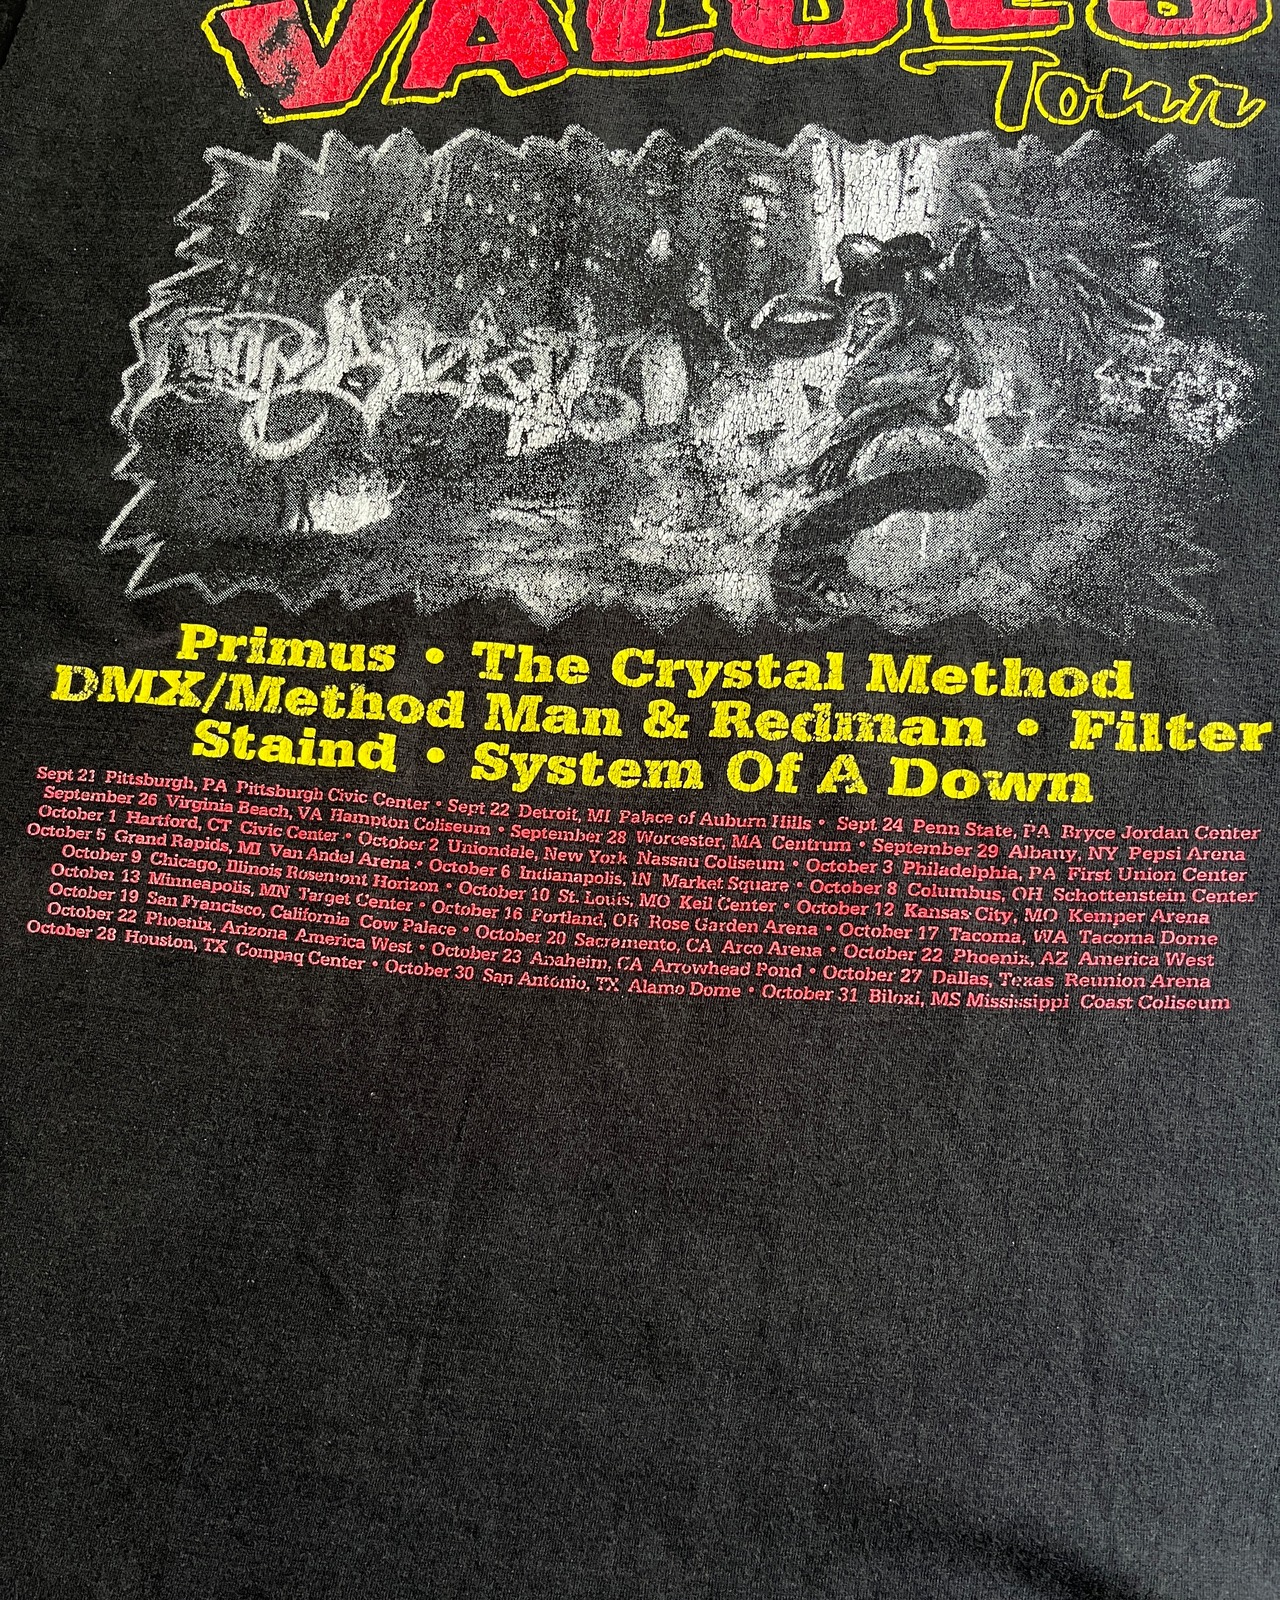 VALUES
Tour
Primus • The Crystal Method
DMX/Method Man & Redman • Filter
Staind • System Of A Down
Sept 21 Pittsburgh, PA Pittsburgh Civic Center • Sept 22 Detroit, MI Palace of Auburn Hills • Sept 24 Penn State, PA Bryce Jordan Center
September 26 Virginia Beach, VA Hampton Coliseum • September 28 Worcester, MA Centrum • September 29 Albany, NY Pepsi Arena
October 1 Hartford, CT Civic Center • October 2 Uniondale, New York Nassau Coliseum • October 3 Philadelphia, PA First Union Center
October 5 Grand Rapids, MI Van Andel Arena • October 6 Indianapolis, IN Market Square • October 8 Columbus, OH Schottenstein Center
October 9 Chicago, Illinois Rosemont Horizon • October 10 St. Louis, MO Keil Center • October 12 Kansas City, MO Kemper Arena
October 13 Minneapolis, MN Target Center • October 16 Portland, OR Rose Garden Arena • October 17 Tacoma, WA Tacoma Dome
October 19 San Francisco, California Cow Palace • October 20 Sacramento, CA Arco Arena • October 22 Phoenix, AZ America West
October 22 Phoenix, Arizona America West • October 23 Anaheim, CA Arrowhead Pond • October 27 Dallas, Texas Reunion Arena
October 28 Houston, TX Compaq Center • October 30 San Antonio, TX Alamo Dome • October 31 Biloxi, MS Mississippi Coast Coliseum